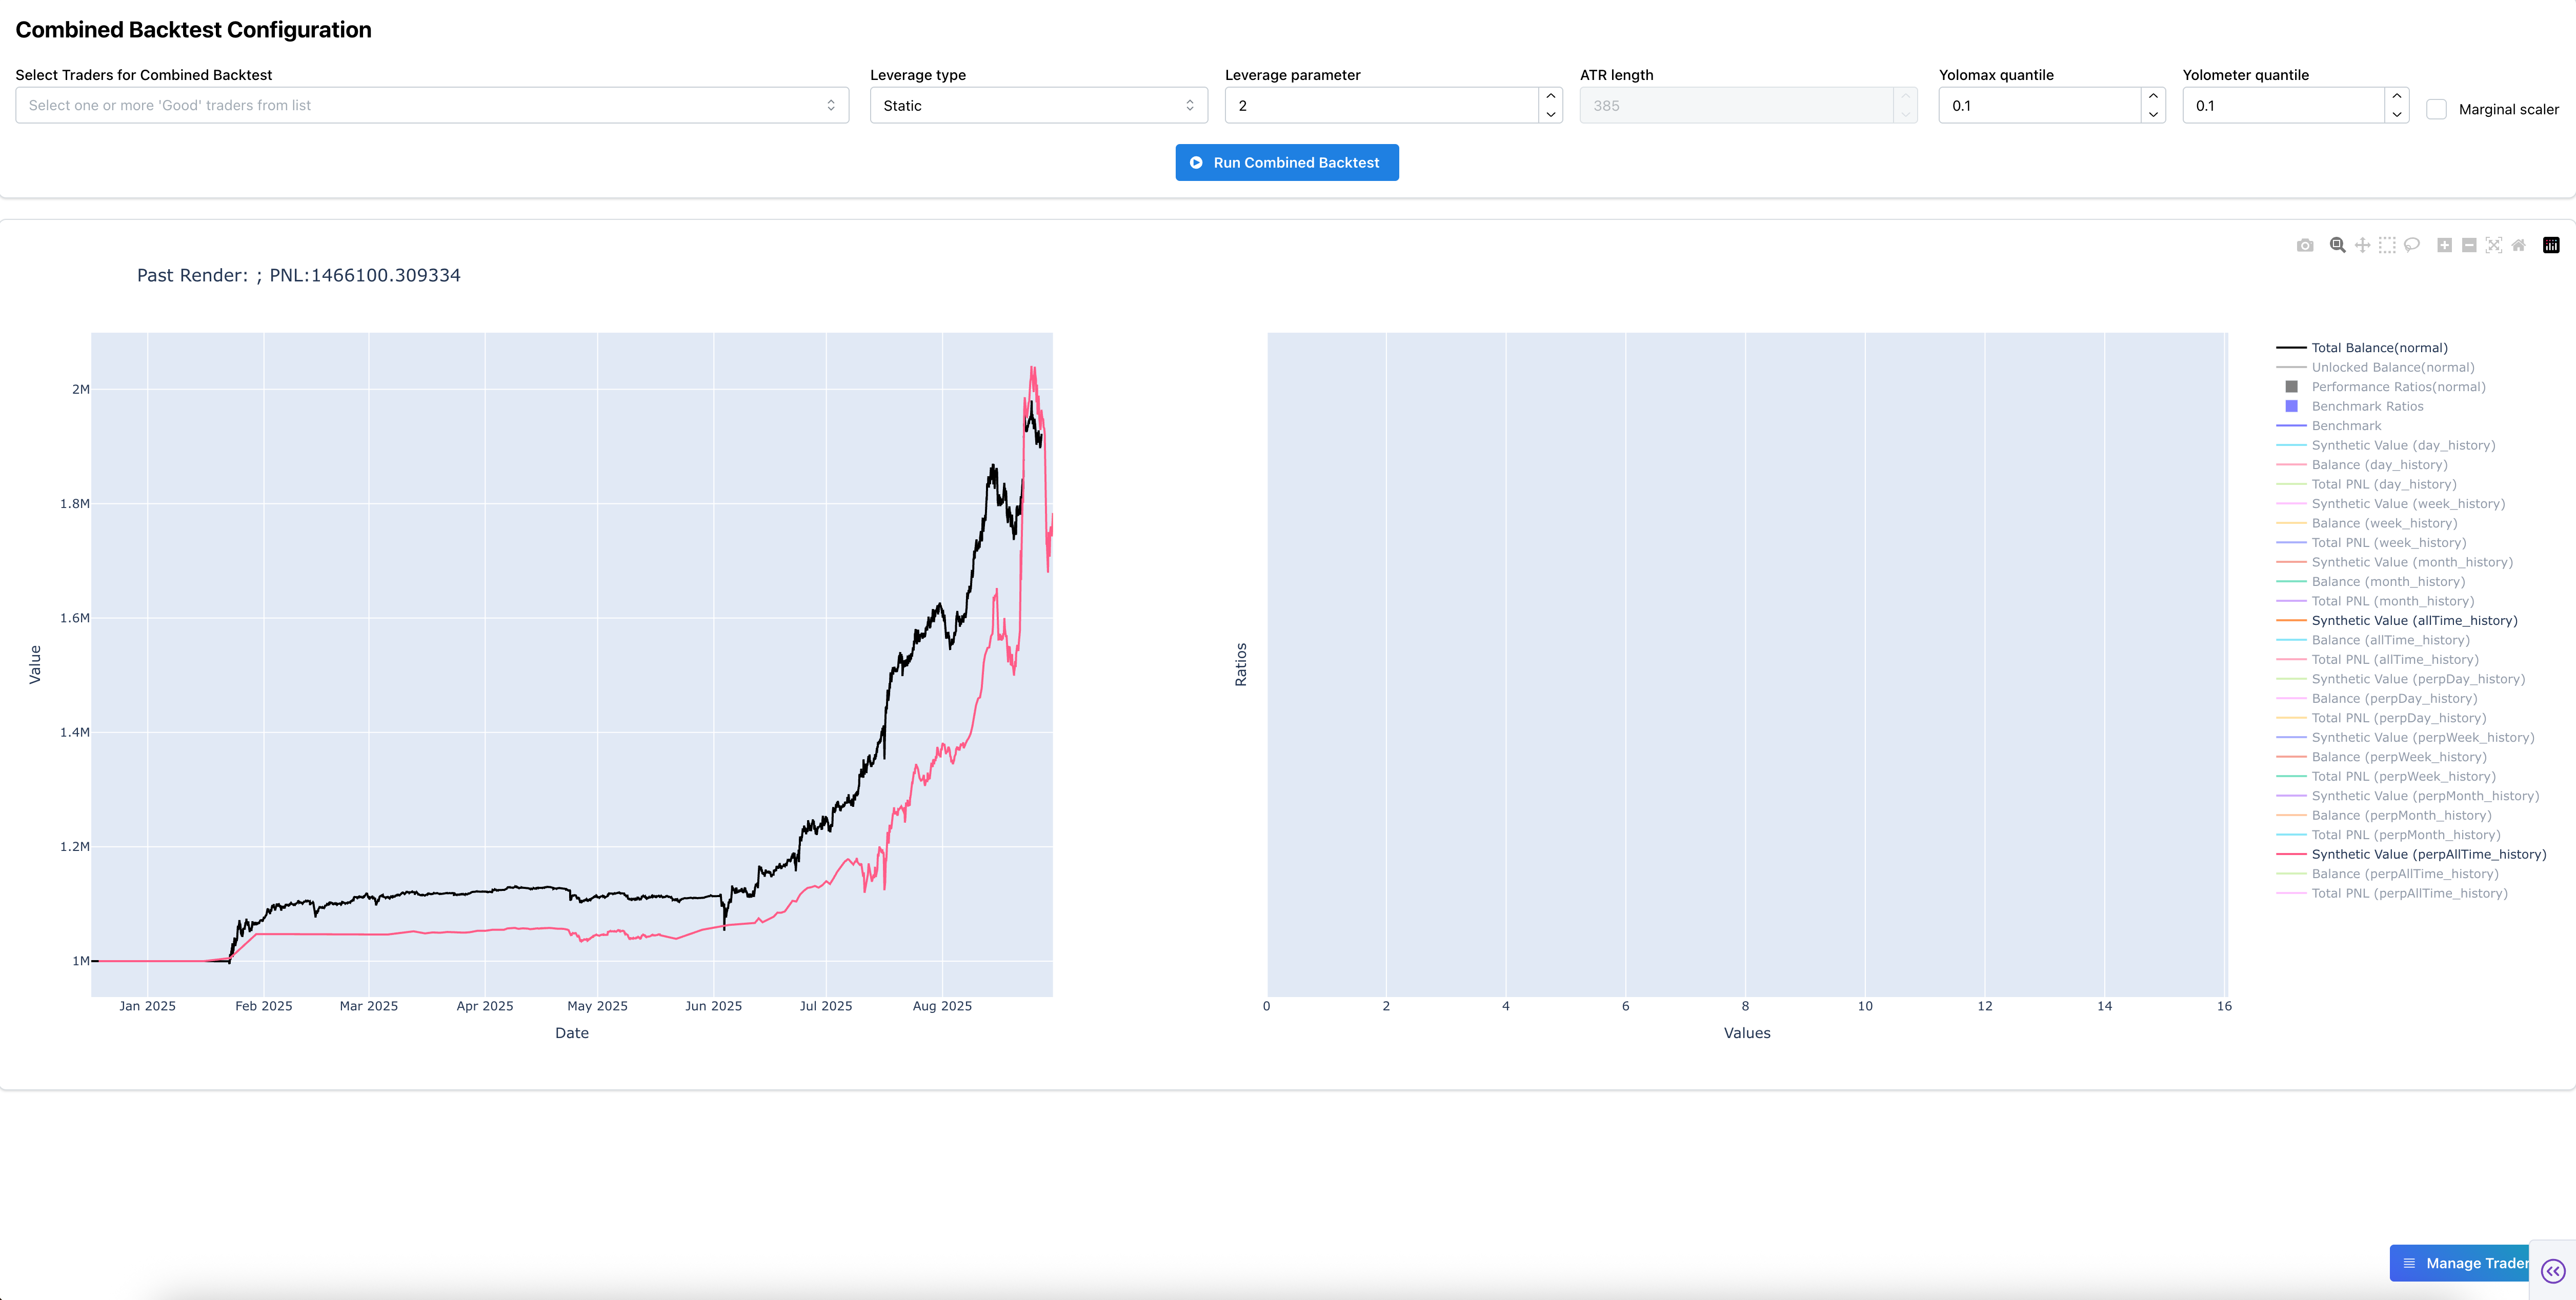 Combined Backtest Configuration
Select Traders for Combined Backtest
Leverage type
Leverage parameter
ATR length
Yolomax quantile
Yolometer quantile
Select one or more 'Good' traders from list
Static
2
385
0.1
0.1
Marginal scaler
Run Combined Backtest
Past Render: ; PNL:1466100.309334
2M
1.8M
1.6M
1.4M
1.2M
1M
Value
Jan 2025
Feb 2025
Mar 2025
Apr 2025
May 2025
Jun 2025
Jul 2025
Aug 2025
Date
Ratios
0
2
4
6
8
10
12
14
16
Values
Total Balance(normal)
Unlocked Balance(normal)
Performance Ratios(normal)
Benchmark Ratios
Benchmark
Synthetic Value (day_history)
Balance (day_history)
Total PNL (day_history)
Synthetic Value (week_history)
Balance (week_history)
Total PNL (week_history)
Synthetic Value (month_history)
Balance (month_history)
Total PNL (month_history)
Synthetic Value (allTime_history)
Balance (allTime_history)
Total PNL (allTime_history)
Synthetic Value (perpDay_history)
Balance (perpDay_history)
Total PNL (perpDay_history)
Synthetic Value (perpWeek_history)
Balance (perpWeek_history)
Total PNL (perpWeek_history)
Synthetic Value (perpMonth_history)
Balance (perpMonth_history)
Total PNL (perpMonth_history)
Synthetic Value (perpAllTime_history)
Balance (perpAllTime_history)
Total PNL (perpAllTime_history)
Manage Trader